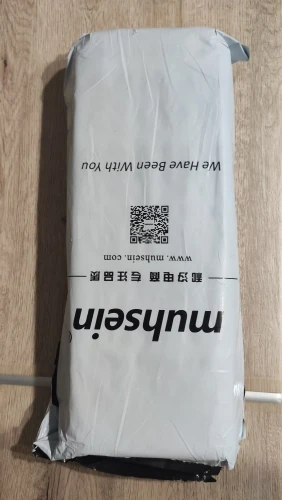 muhsein
电商 专注品质
www.muhsein.com
We Have Been With You